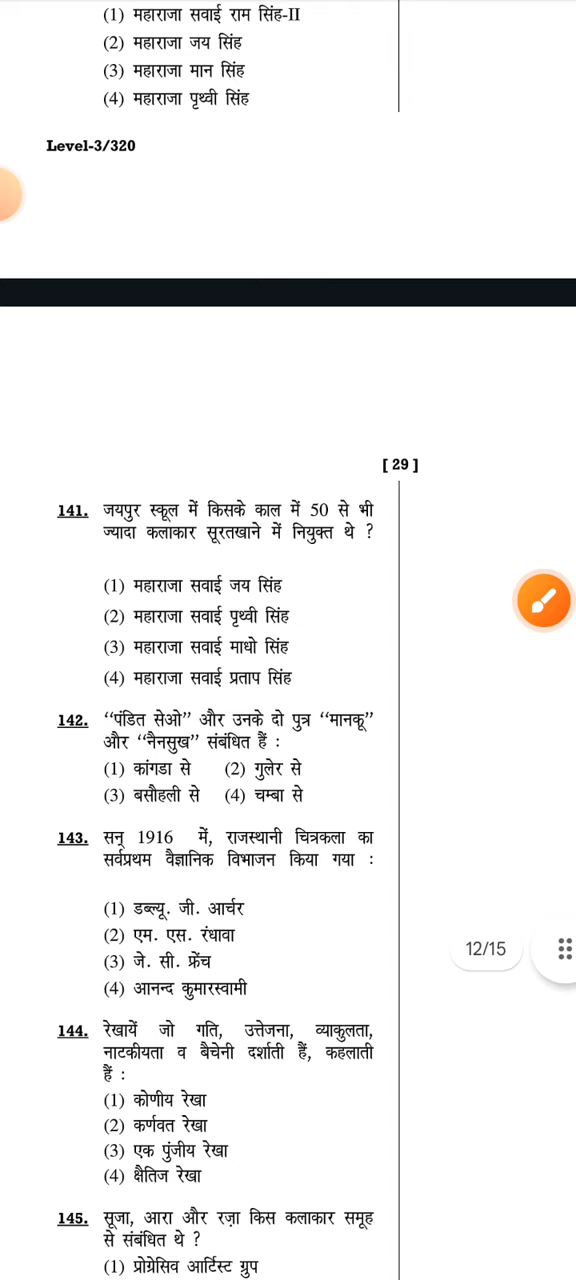 (1) महाराजा सवाई राम सिंह-II
(2) महाराजा जय सिंह
(3) महाराजा मान सिंह
(4) महाराजा पृथ्वी सिंह
Level-3/320
[ 29 ]
141. जयपुर स्कूल में किसके काल में 50 से भी
ज्यादा कलाकार सूरतखाने में नियुक्त थे ?
(1) महाराजा सवाई जय सिंह
(2) महाराजा सवाई पृथ्वी सिंह
(3) महाराजा सवाई माधो सिंह
(4) महाराजा सवाई प्रताप सिंह
142. ‘‘पंडित सेओ’’ और उनके दो पुत्र ‘‘मानकू’’
और ‘‘नैनसुख’’ संबंधित हैं :
(1) कांगडा से (2) गुलेर से
(3) बसौहली से (4) चम्बा से
143. सन् 1916 में, राजस्थानी चित्रकला का
सर्वप्रथम वैज्ञानिक विभाजन किया गया :
(1) डब्ल्यू. जी. आर्चर
(2) एम. एस. रंधावा
(3) जे. सी. फ्रेंच
(4) आनन्द कुमारस्वामी
12/15
144. रेखायें जो गति, उत्तेजना, व्याकुलता,
नाटकीयता व बैचेनी दर्शाती हैं, कहलाती
हैं :
(1) कोणीय रेखा
(2) कर्णवत रेखा
(3) एक पुंजीय रेखा
(4) क्षैतिज रेखा
145. सूजा, आरा और रज़ा किस कलाकार समूह
से संबंधित थे ?
(1) प्रोग्रेसिव आर्टिस्ट ग्रुप